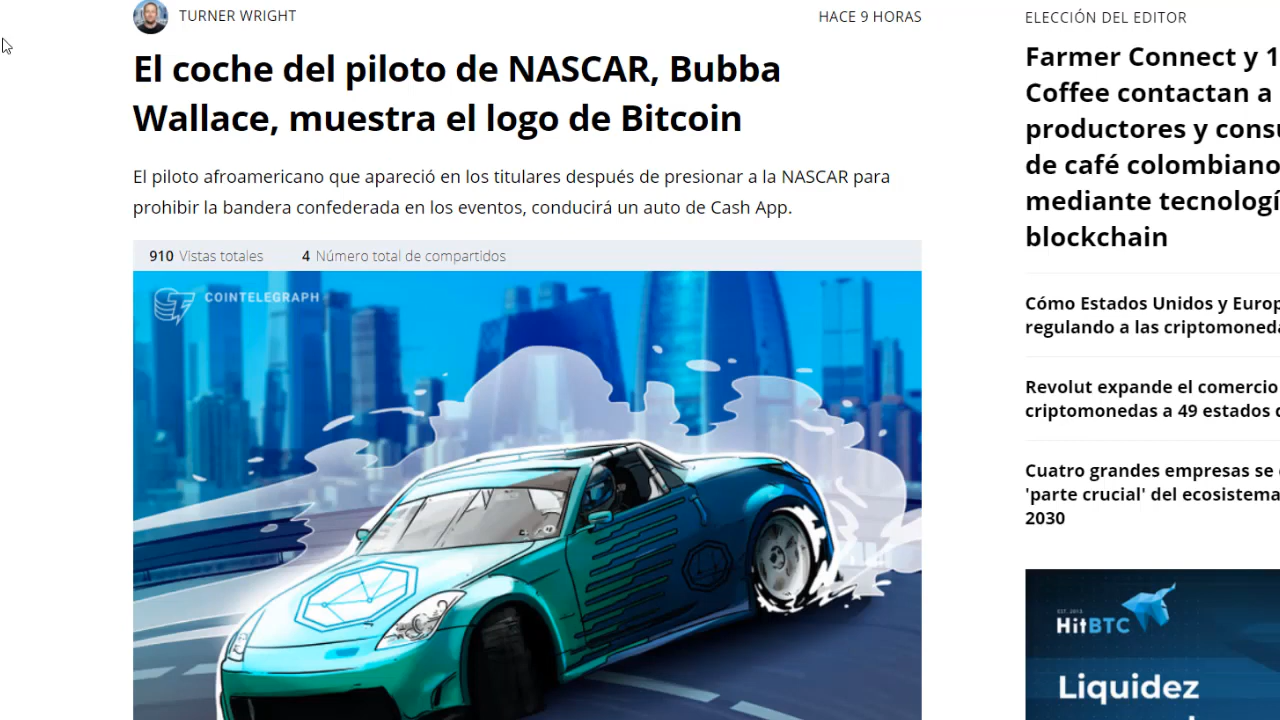 TURNER WRIGHT
HACE 9 HORAS
El coche del piloto de NASCAR, Bubba
Wallace, muestra el logo de Bitcoin
El piloto afroamericano que apareció en los titulares después de presionar a la NASCAR para
prohibir la bandera confederada en los eventos, conducirá un auto de Cash App.
910 Vistas totales
4 Número total de compartidos
COINTELEGRAPH
ELECCIÓN DEL EDITOR
Farmer Connect y 1
Coffee contactan a
productores y consu
de café colombiano
mediante tecnologí
blockchain
Cómo Estados Unidos y Europ
regulando a las criptomoneda
Revolut expande el comercio
criptomonedas a 49 estados d
Cuatro grandes empresas se
'parte crucial' del ecosistema
2030
EST. 2013
HitBTC
Liquidez